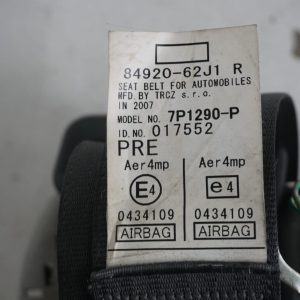 84920-62J1 R
SEAT BELT FOR AUTOMOBILES
MFD. BY TRCZ s.r.o.
IN 2007
MODEL NO. 7P1290-P
ID. NO. 017552
PRE
Aer4mp Aer4mp
E4 e4
0434109 0434109
AIRBAG AIRBAG